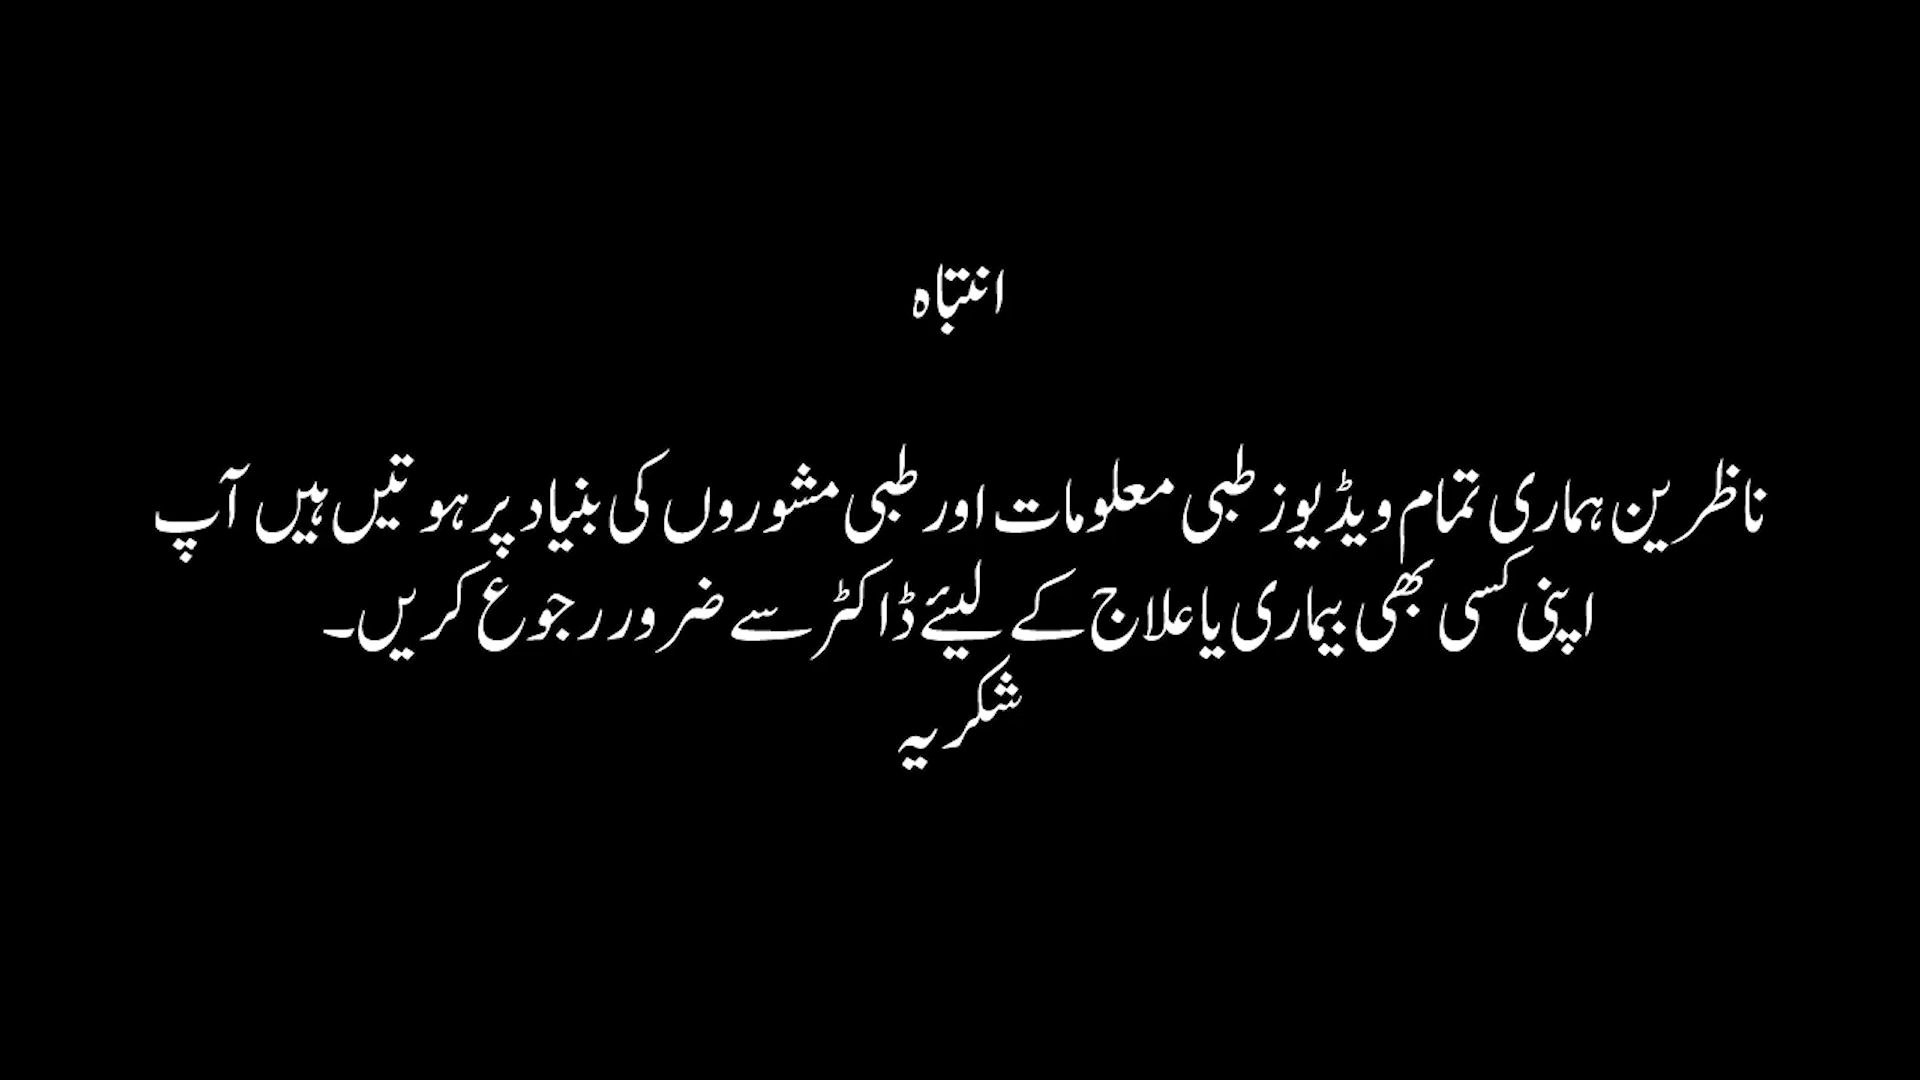 انتباہ
ناظرین ہماری تمام ویڈیوز طبی معلومات اور طبی مشوروں کی بنیاد پر ہوتیں ہیں آپ
اپنی کسی بھی بیماری یا علاج کے لیئے ڈاکٹر سے ضرور رجوع کریں۔
شکریہ